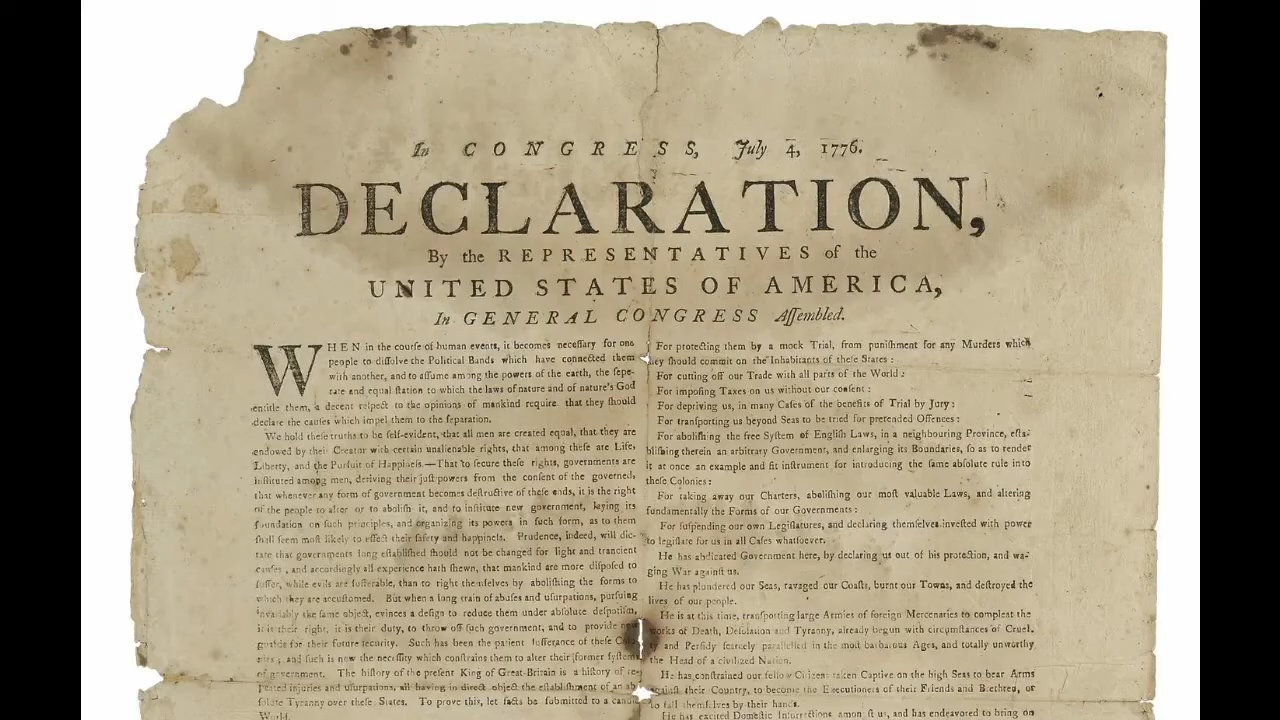 In CONGRESS, July 4, 1776.
DECLARATION,
By the REPRESENTATIVES of the
UNITED STATES OF AMERICA,
In GENERAL CONGRESS Aſſembled.
WHEN in the courſe of human events, it becomes neceſſary for one
people to diſſolve the Political Bands which have connected them
with another, and to aſſume among the powers of the earth, the ſepe-
rate and equal ſtation to which the laws of nature and of nature's God
entitle them, a decent reſpect to the opinions of mankind require that they ſhould
declare the cauſes which impel them to the ſeparation.
We hold theſe truths to be ſelf-evident, that all men are created equal, that they are
endowed by their Creator with certain unalienable rights, that among theſe are Life,
Liberty, and the Purſuit of Happineſs.—That to ſecure theſe rights, governments are
inſtituted among men, deriving their juſt powers from the conſent of the governed,
that whenever any form of government becomes deſtructive of theſe ends, it is the right
of the people to alter or to aboliſh it, and to inſtitute new government, laying its
foundation on ſuch principles, and organizing its powers in ſuch form, as to them
ſhall ſeem moſt likely to effect their ſafety and happineſs. Prudence, indeed, will dic-
tate that governments long eſtabliſhed ſhould not be changed for light and trancient
cauſes, and accordingly all experience hath ſhewn, that mankind are more diſpoſed to
ſuffer, while evils are ſufferable, than to right themſelves by aboliſhing the forms to
which they are accuſtomed. But when a long train of abuſes and uſurpations, purſuing
invariably the ſame object, evinces a deſign to reduce them under abſolute deſpotiſm,
it is their right, it is their duty, to throw off ſuch government, and to provide new
guards for their future ſecurity. Such has been the patient ſufferance of theſe
and ſuch is now the neceſſity which conſtrains them to alter their former ſyſtems
of government. The hiſtory of the preſent King of Great-Britain is a hiſtory of re-
peated injuries and uſurpations, all having in direct object the eſtabliſhment of an ab-
ſolute Tyranny over theſe States. To prove this, let facts be ſubmitted to a candid
World.
For protecting them by a mock Trial, from puniſhment for any Murders which
they ſhould commit on the Inhabitants of theſe States:
For cutting off our Trade with all parts of the World:
For impoſing Taxes on us without our conſent:
For depriving us, in many Caſes of the benefits of Trial by Jury:
For tranſporting us beyond Seas to be tried for pretended Offences:
For aboliſhing the free Syſtem of Engliſh Laws, in a neighbouring Province, eſta-
bliſhing therein an arbitrary Government, and enlarging its Boundaries, ſo as to render
it at once an example and fit inſtrument for introducing the ſame abſolute rule into
theſe Colonies:
For taking away our Charters, aboliſhing our moſt valuable Laws, and altering
fundamentally the Forms of our Governments:
For ſuſpending our own Legiſlatures, and declaring themſelves inveſted with power
to legiſlate for us in all Caſes whatſoever.
He has abdicated Government here, by declaring us out of his protection, and wa-
ging War againſt us.
He has plundered our Seas, ravaged our Coaſts, burnt our Towns, and deſtroyed the
lives of our people.
He is at this time, tranſporting large Armies of foreign Mercenaries to compleat the
works of Death, Deſolation and Tyranny, already begun with circumſtances of Cruel.
and Perfidy ſcarcely paralleled in the moſt barbarous Ages, and totally unworthy
the Head of a civilized Nation.
He has conſtrained our fellow Citizens taken Captive on the high Seas to bear Arms
againſt their Country, to become the Executioners of their Friends and Brethren, or
to fall themſelves by their hands.
He has excited Domeſtic Inſurrections amongſt us, and has endeavored to bring on